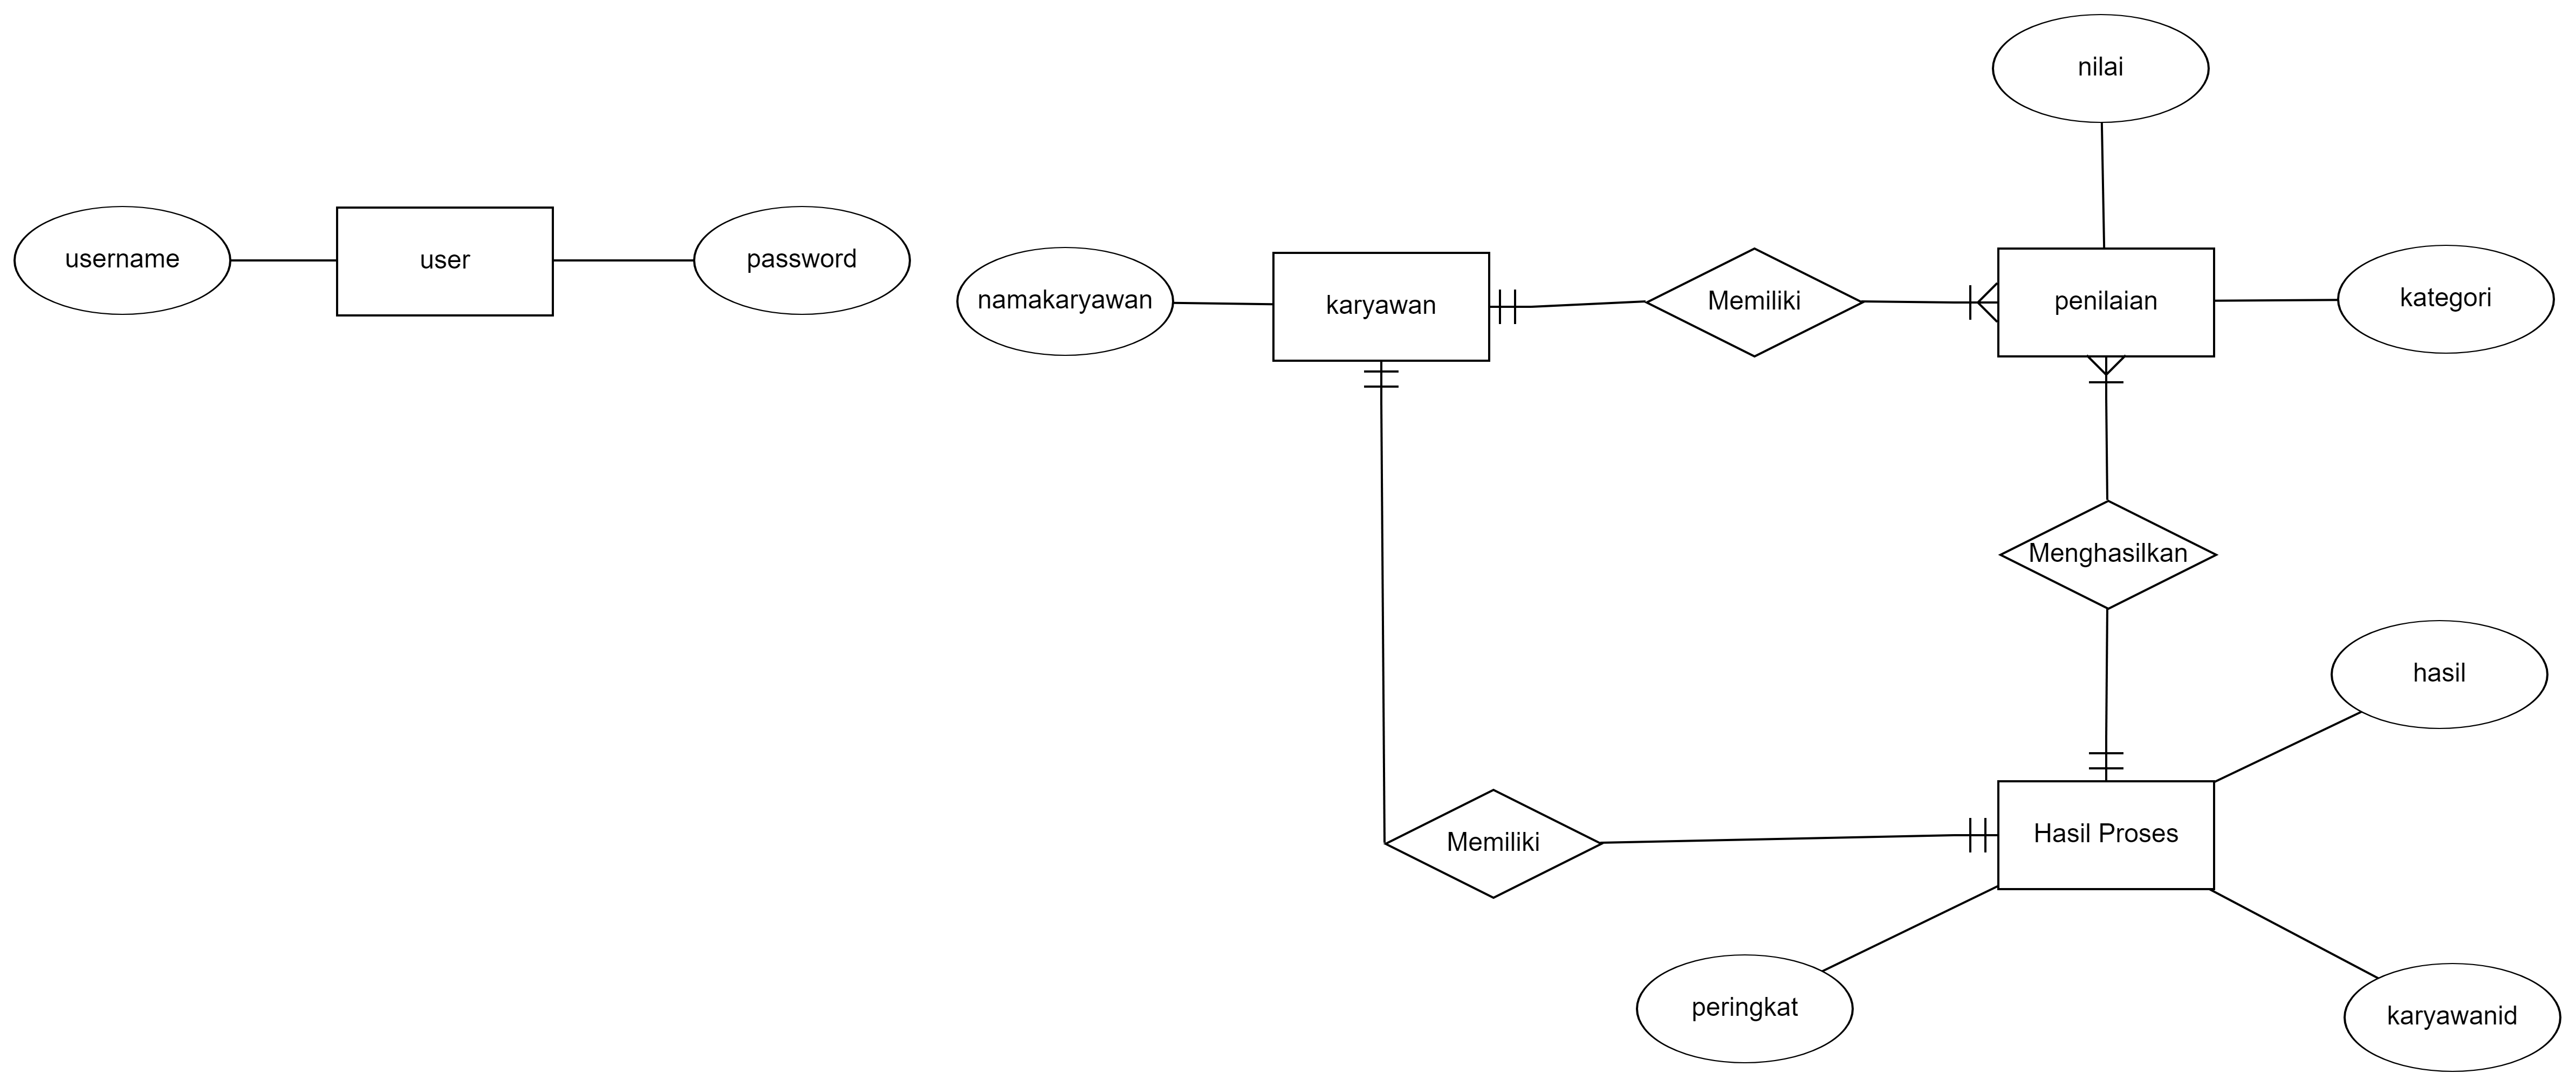 nilai
username
user
password
namakaryawan
karyawan
Memiliki
penilaian
kategori
Menghasilkan
hasil
Memiliki
Hasil Proses
peringkat
karyawanid